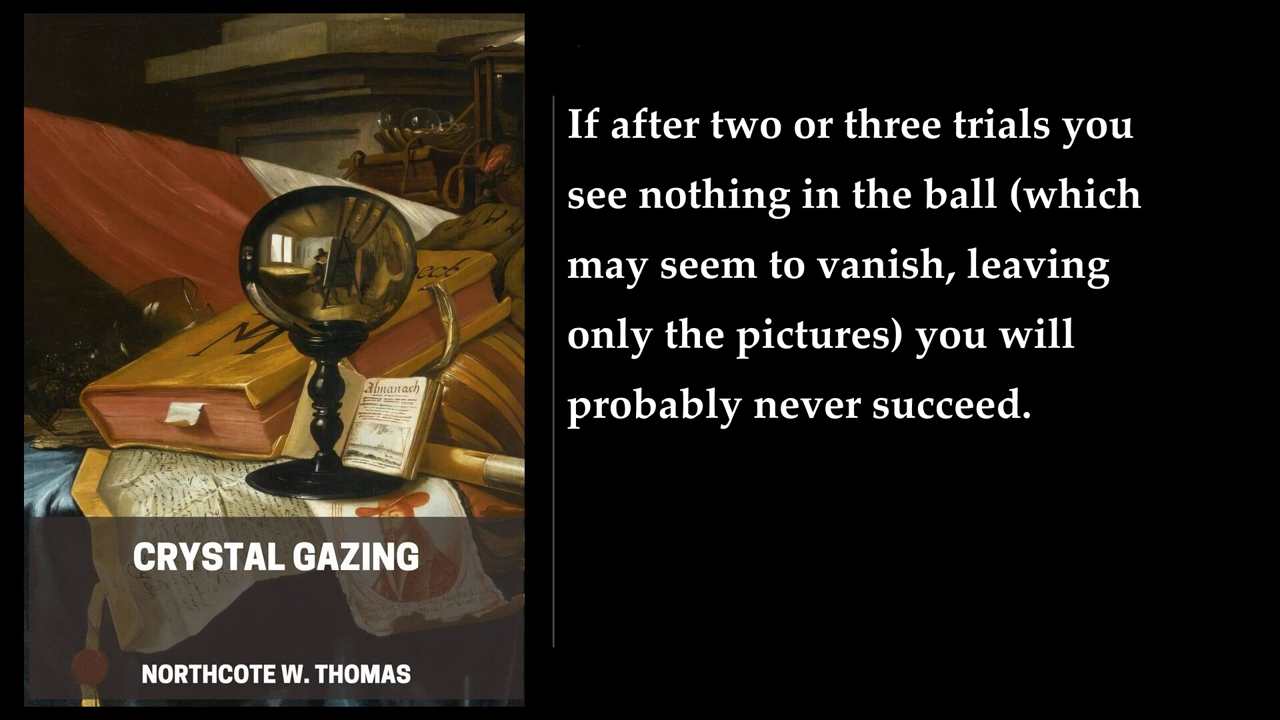 If after two or three trials you
see nothing in the ball (which
may seem to vanish, leaving
only the pictures) you will
probably never succeed.
M
Almanach
CRYSTAL GAZING
NORTHCOTE W. THOMAS